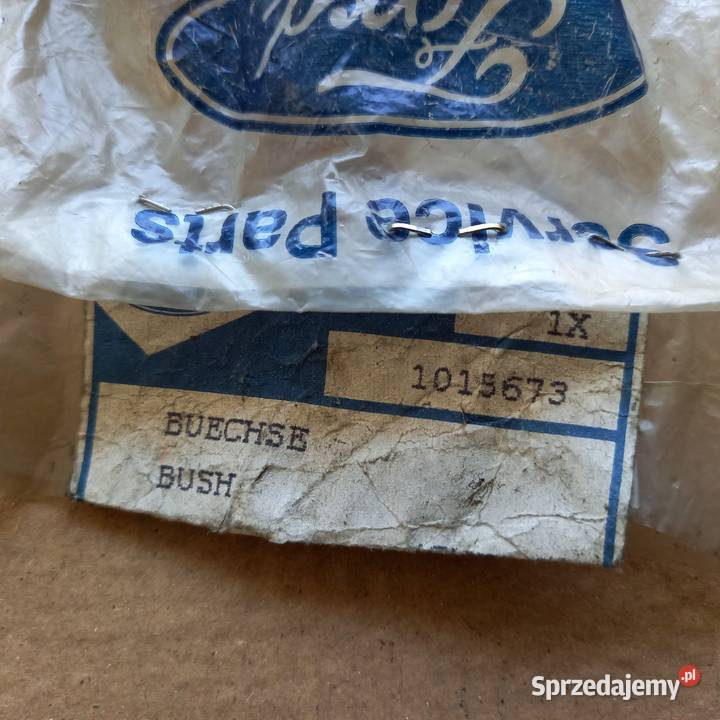 Ford
Service Parts
1X
1015673
BUECHSE
BUSH
Sprzedajemy.pl